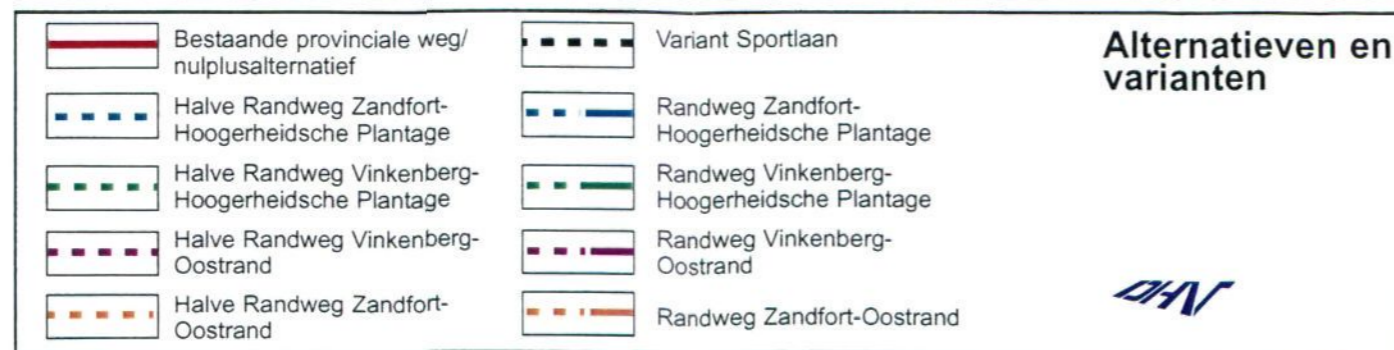 Bestaande provinciale weg/
nulplusalternatief
Halve Randweg Zandfort-
Hoogerheidsche Plantage
Halve Randweg Vinkenberg-
Hoogerheidsche Plantage
Halve Randweg Vinkenberg-
Oostrand
Halve Randweg Zandfort-
Oostrand
Variant Sportlaan
Randweg Zandfort-
Hoogerheidsche Plantage
Randweg Vinkenberg-
Hoogerheidsche Plantage
Randweg Vinkenberg-
Oostrand
Randweg Zandfort-Oostrand
Alternatieven en
varianten
DHV